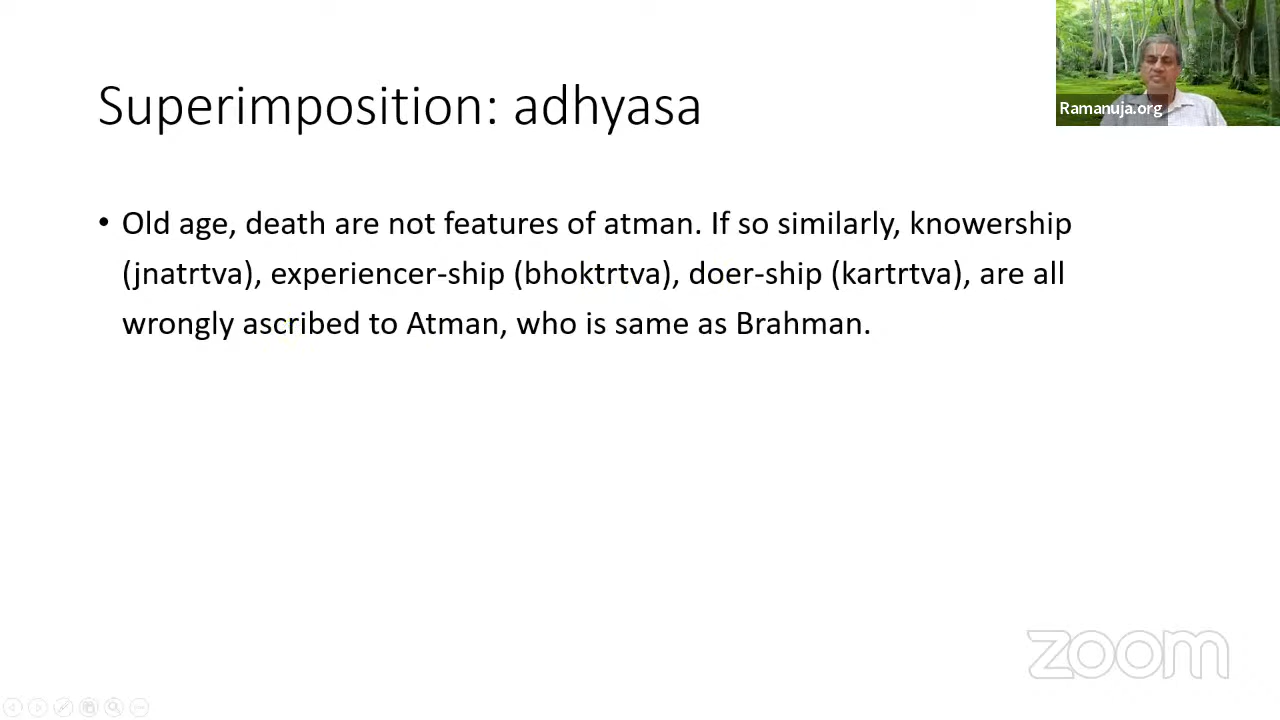 Superimposition: adhyasa
Ramanuja.org
• Old age, death are not features of atman. If so similarly, knowership
(jnatrtva), experiencer-ship (bhoktrtva), doer-ship (kartrtva), are all
wrongly ascribed to Atman, who is same as Brahman.
zoom